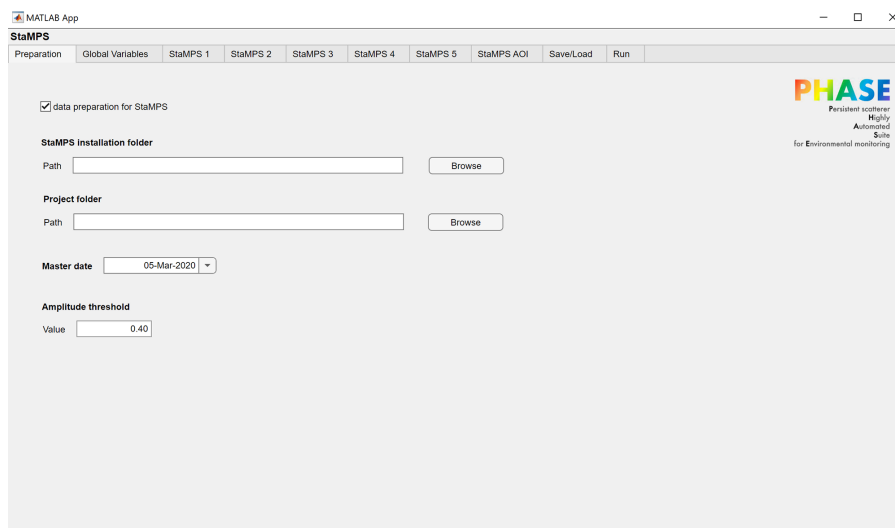 MATLAB App
StaMPS
Preparation Global Variables StaMPS 1 StaMPS 2 StaMPS 3 StaMPS 4 StaMPS 5 StaMPS AOI Save/Load Run
PHASE
Persistent scatterer
Highly
Automated
Suite
for Environmental monitoring
data preparation for StaMPS
StaMPS installation folder
Path Browse
Project folder
Path Browse
Master date 05-Mar-2020
Amplitude threshold
Value 0.40